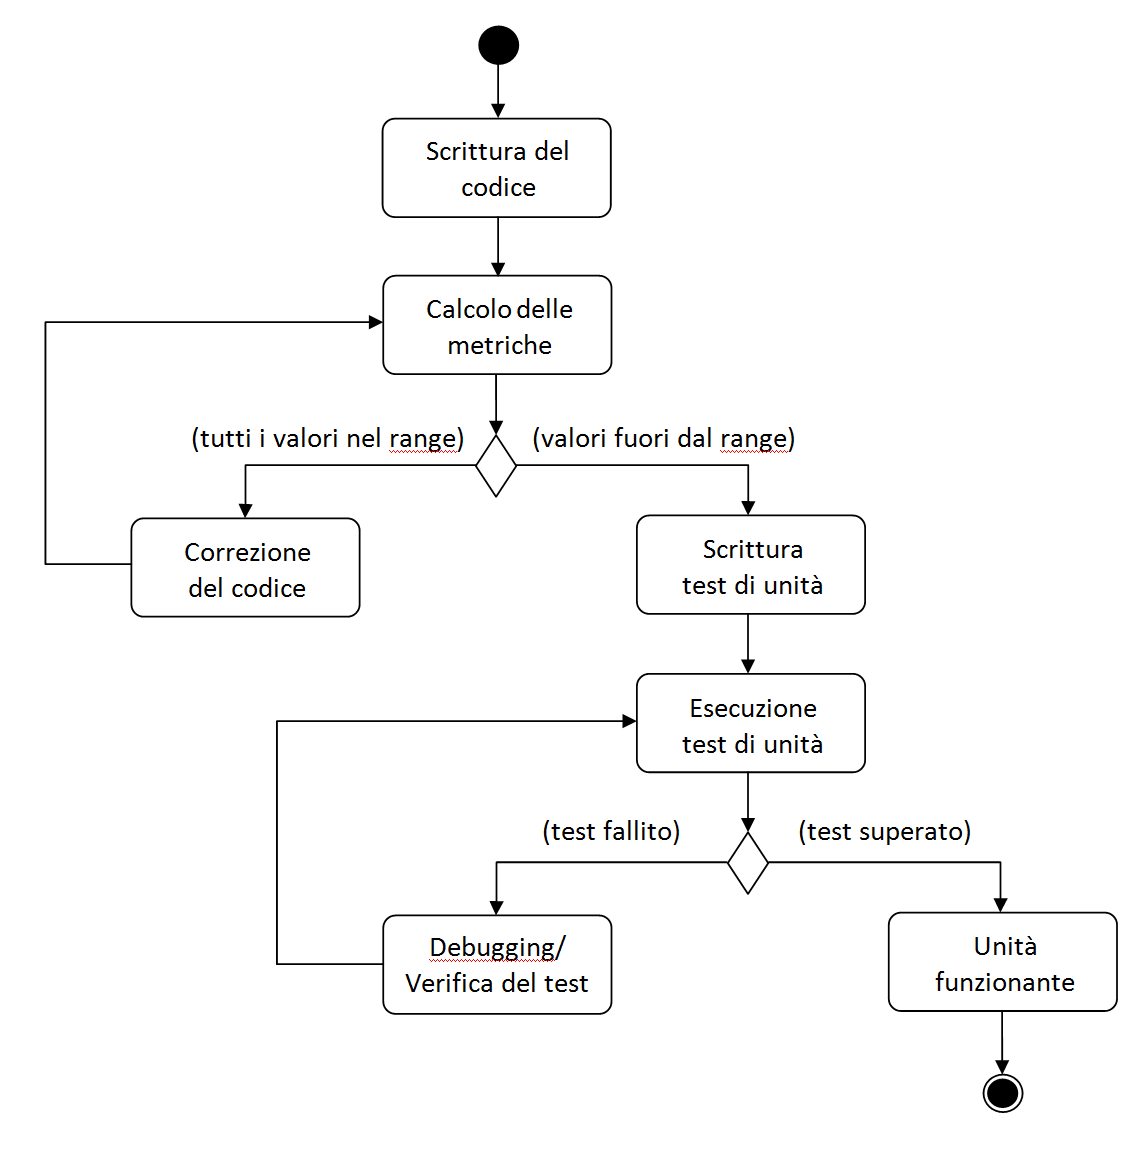 Scrittura del
codice
Calcolo delle
metriche
(tutti i valori nel range)
(valori fuori dal range)
Correzione
del codice
Scrittura
test di unità
Esecuzione
test di unità
(test fallito)
(test superato)
Debugging/
Verifica del test
Unità
funzionante